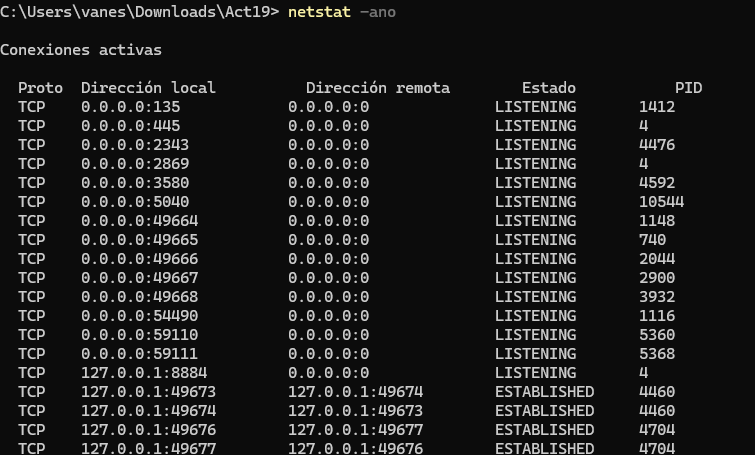 C:\Users\vanes\Downloads\Act19> netstat -ano
Conexiones activas
Proto Dirección local Dirección remota Estado PID
TCP 0.0.0.0:135 0.0.0.0:0 LISTENING 1412
TCP 0.0.0.0:445 0.0.0.0:0 LISTENING 4
TCP 0.0.0.0:2343 0.0.0.0:0 LISTENING 4476
TCP 0.0.0.0:2869 0.0.0.0:0 LISTENING 4
TCP 0.0.0.0:3580 0.0.0.0:0 LISTENING 4592
TCP 0.0.0.0:5040 0.0.0.0:0 LISTENING 10544
TCP 0.0.0.0:49664 0.0.0.0:0 LISTENING 1148
TCP 0.0.0.0:49665 0.0.0.0:0 LISTENING 740
TCP 0.0.0.0:49666 0.0.0.0:0 LISTENING 2044
TCP 0.0.0.0:49667 0.0.0.0:0 LISTENING 2900
TCP 0.0.0.0:49668 0.0.0.0:0 LISTENING 3932
TCP 0.0.0.0:54490 0.0.0.0:0 LISTENING 1116
TCP 0.0.0.0:59110 0.0.0.0:0 LISTENING 5360
TCP 0.0.0.0:59111 0.0.0.0:0 LISTENING 5368
TCP 127.0.0.1:8884 0.0.0.0:0 LISTENING 4
TCP 127.0.0.1:49673 127.0.0.1:49674 ESTABLISHED 4460
TCP 127.0.0.1:49674 127.0.0.1:49673 ESTABLISHED 4460
TCP 127.0.0.1:49676 127.0.0.1:49677 ESTABLISHED 4704
TCP 127.0.0.1:49677 127.0.0.1:49676 ESTABLISHED 4704